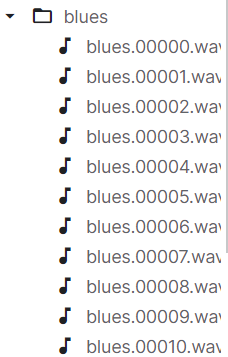 blues
blues.00000.wav
blues.00001.wav
blues.00002.wav
blues.00003.wav
blues.00004.wav
blues.00005.wav
blues.00006.wav
blues.00007.wav
blues.00008.wav
blues.00009.wav
blues.00010.wav